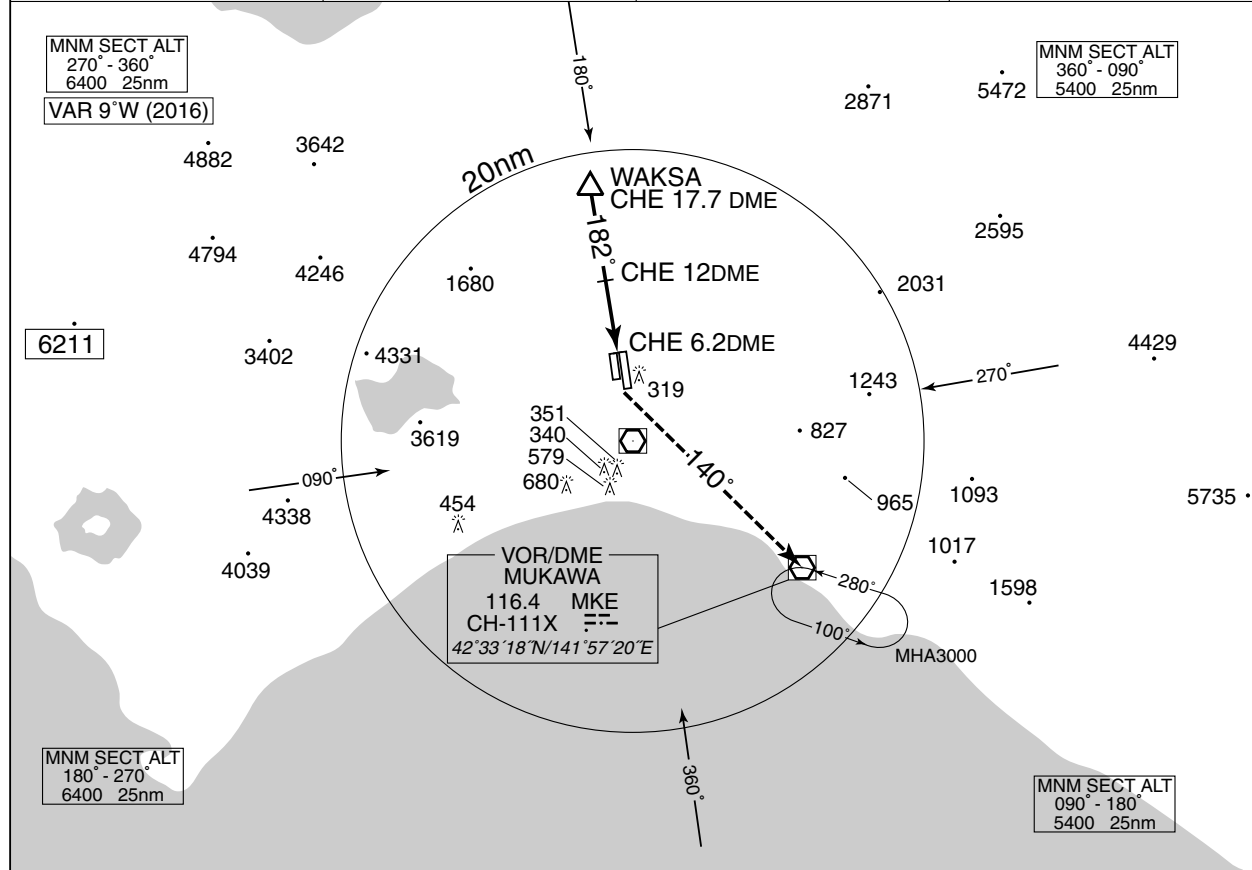 MNM SECT ALT
270° - 360°
6400 25nm
VAR 9°W (2016)
180°
MNM SECT ALT
360° - 090°
5400 25nm
2871
5472
4882
3642
20nm
WAKSA
CHE 17.7 DME
182°
2595
4794
4246
1680
CHE 12DME
2031
6211
3402
4331
CHE 6.2DME
4429
270°
319
1243
351
340
579
680
3619
827
140°
090°
4338
454
965
1093
5735
4039
1017
1598
VOR/DME
MUKAWA
116.4 MKE
CH-111X
42°33´18˝N/141°57´20˝E
280°
100°
MHA3000
360°
MNM SECT ALT
180° - 270°
6400 25nm
MNM SECT ALT
090° - 180°
5400 25nm